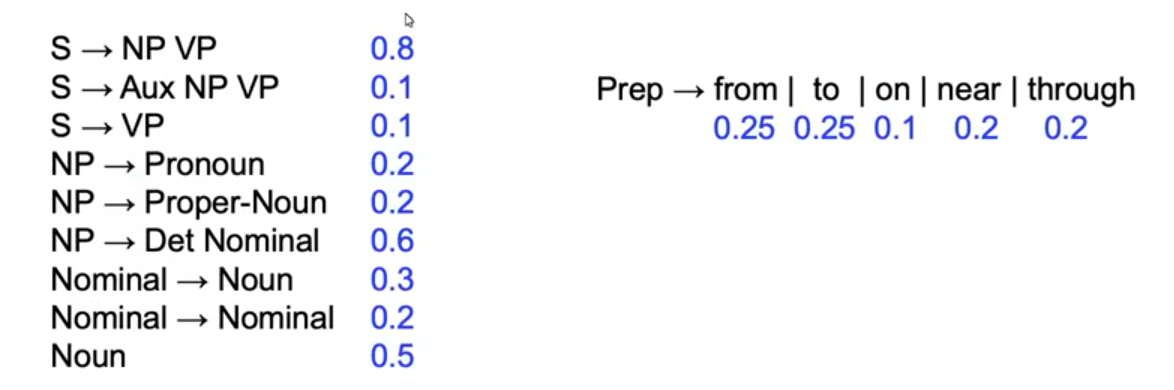 S → NP VP 0.8
S → Aux NP VP 0.1
S → VP 0.1
NP → Pronoun 0.2
NP → Proper-Noun 0.2
NP → Det Nominal 0.6
Nominal → Noun 0.3
Nominal → Nominal 0.2
Noun 0.5
Prep → from | to | on | near | through
0.25 0.25 0.1 0.2 0.2